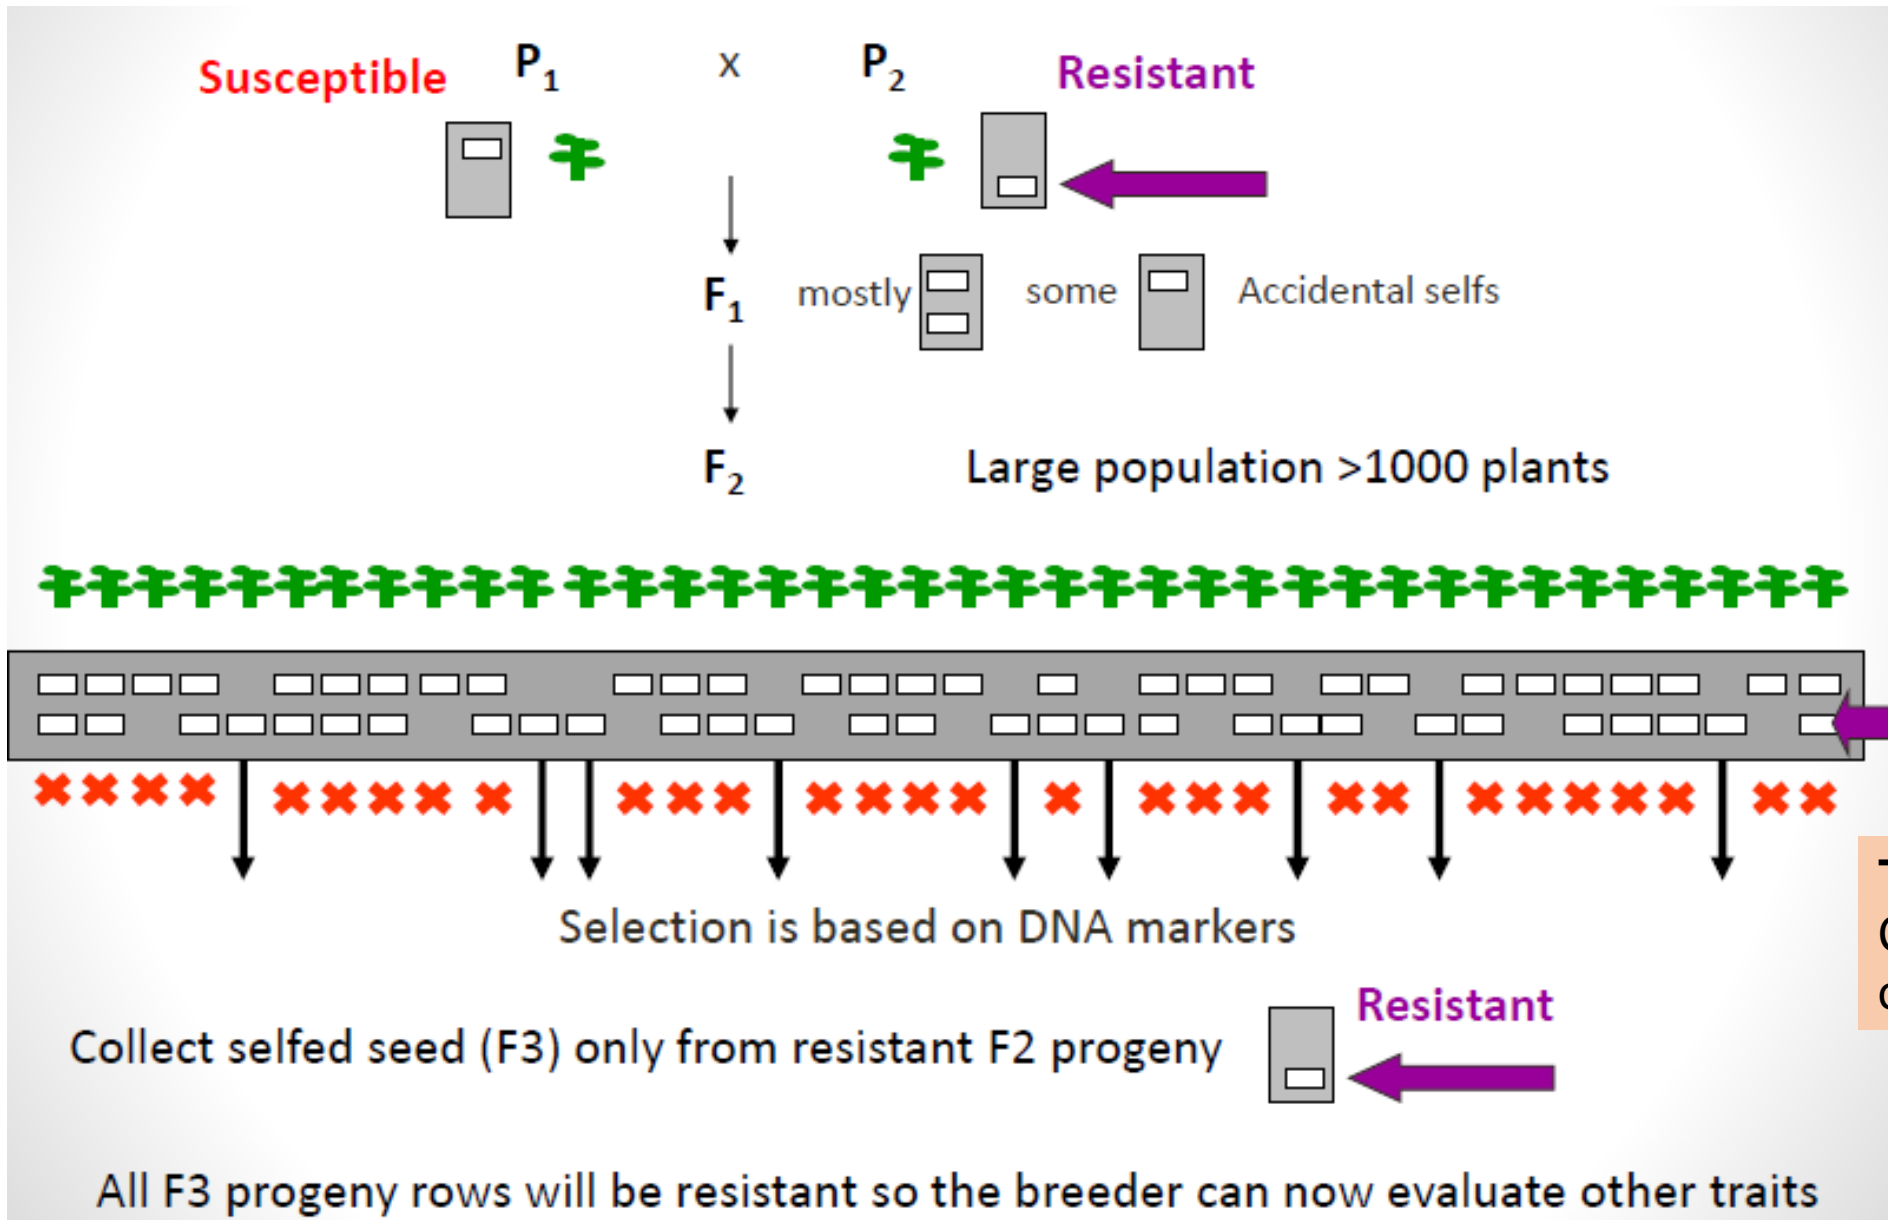 Susceptible P1 x P2 Resistant
F1 mostly some Accidental selfs
F2 Large population >1000 plants
Selection is based on DNA markers
Resistant
Collect selfed seed (F3) only from resistant F2 progeny
All F3 progeny rows will be resistant so the breeder can now evaluate other traits